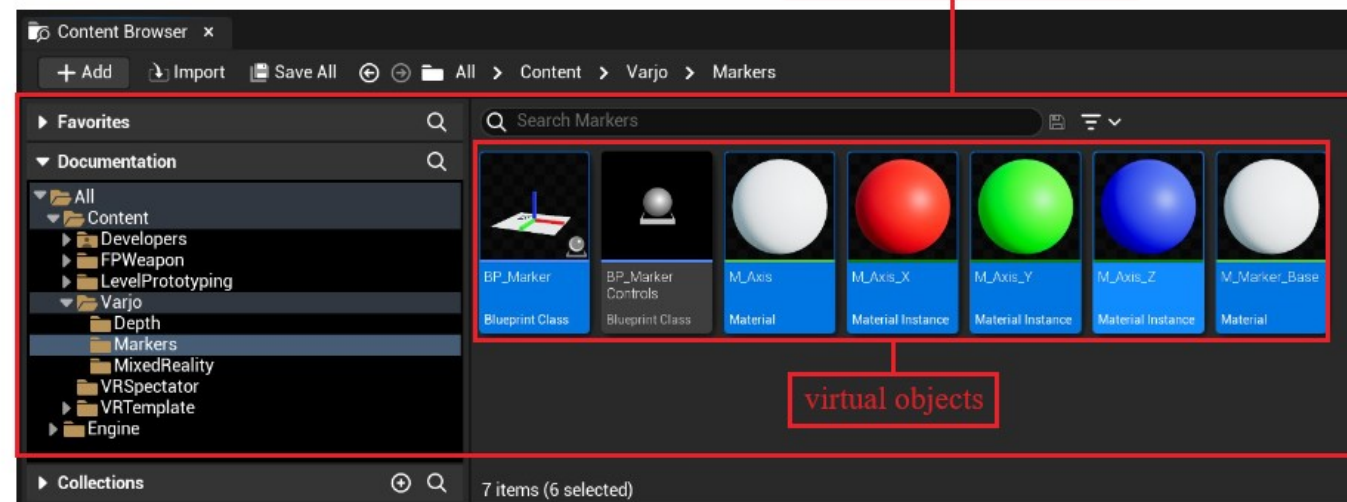 Content Browser ×
+ Add Import Save All All > Content > Varjo > Markers
Favorites
Search Markers
Documentation
All
Content
Developers
FPWeapon
LevelPrototyping
Varjo
Depth
Markers
MixedReality
VRSpectator
VRTemplate
Engine
BP_Marker
Blueprint Class
BP_Marker
Controls
Blueprint Class
M_Axis
Material
M_Axis_X
Material Instance
M_Axis_Y
Material Instance
M_Axis_Z
Material Instance
M_Marker_Base
Material
virtual objects
Collections
7 items (6 selected)